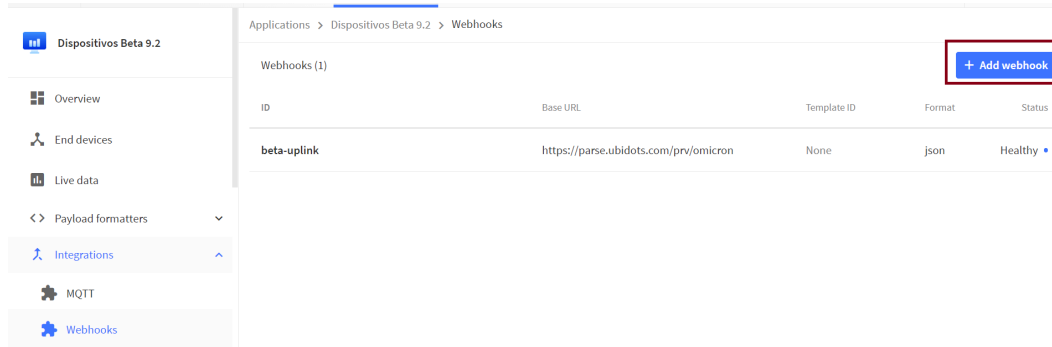 Applications > Dispositivos Beta 9.2 > Webhooks
Dispositivos Beta 9.2
Overview
End devices
Live data
Payload formatters
Integrations
MQTT
Webhooks
Webhooks (1)
+ Add webhook
ID Base URL Template ID Format Status
beta-uplink https://parse.ubidots.com/prv/omicron None json Healthy